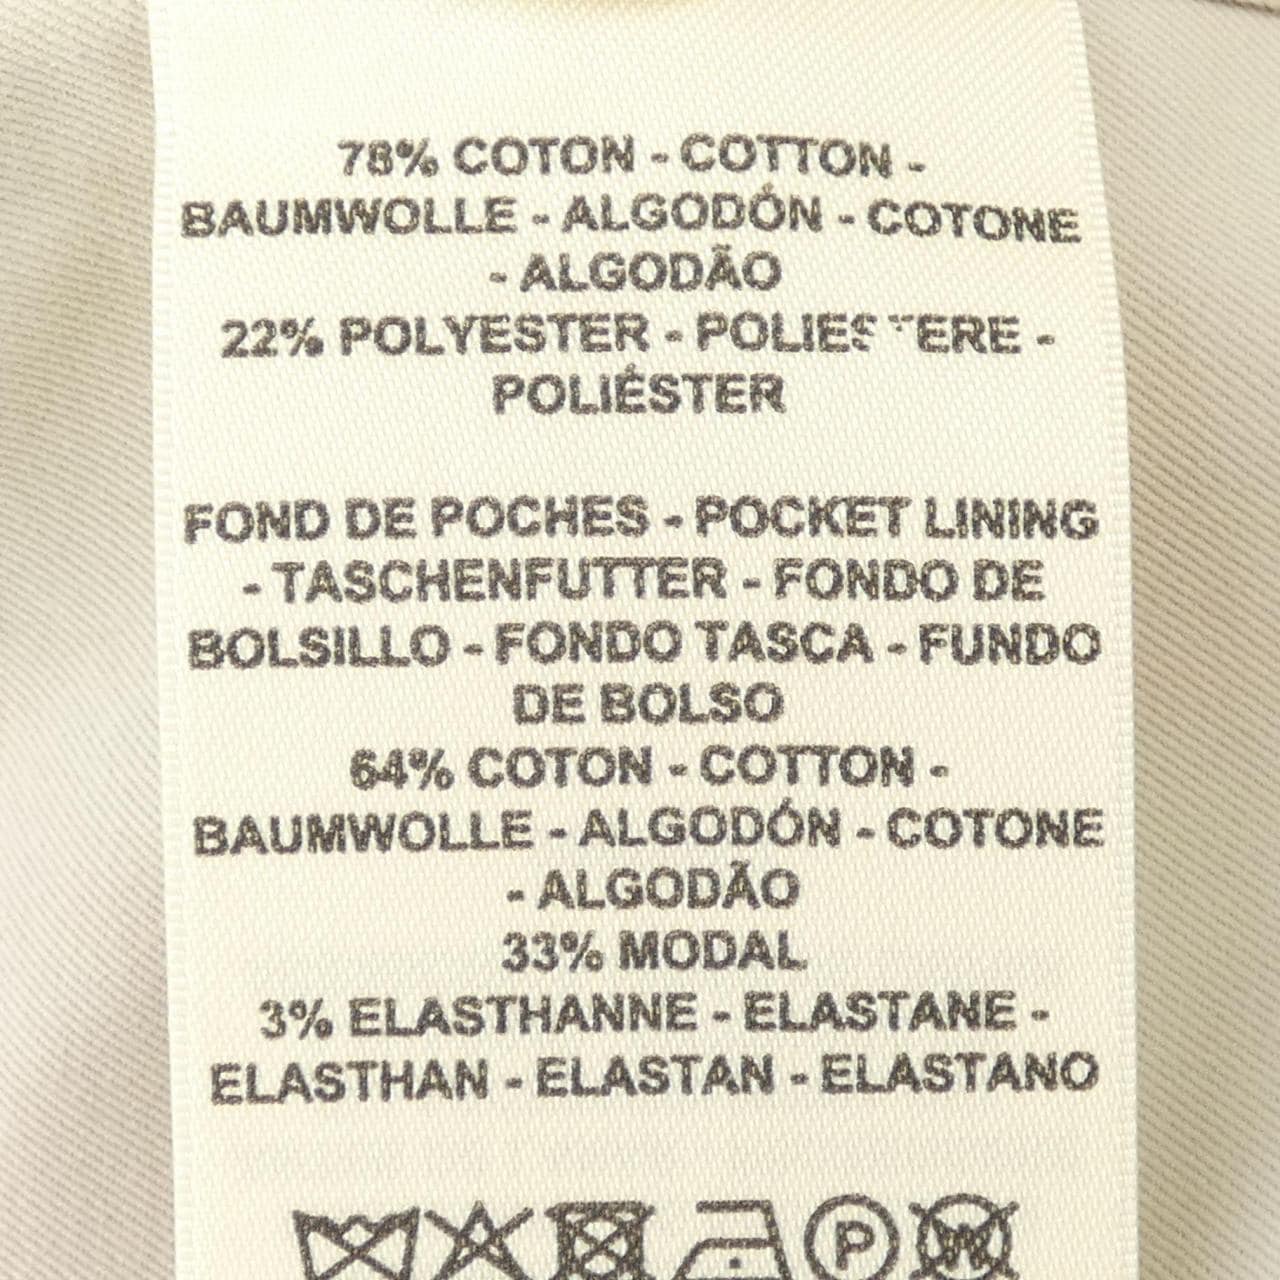 78% COTON - COTTON -
BAUMWOLLE - ALGODÓN - COTONE
- ALGODÃO
22% POLYESTER - POLIESTERE -
POLIÉSTER
FOND DE POCHES - POCKET LINING
- TASCHENFUTTER - FONDO DE
BOLSILLO - FONDO TASCA - FUNDO
DE BOLSO
64% COTON - COTTON -
BAUMWOLLE - ALGODÓN - COTONE
- ALGODÃO
33% MODAL
3% ELASTHANNE - ELASTANE -
ELASTHAN - ELASTAN - ELASTANO
P W